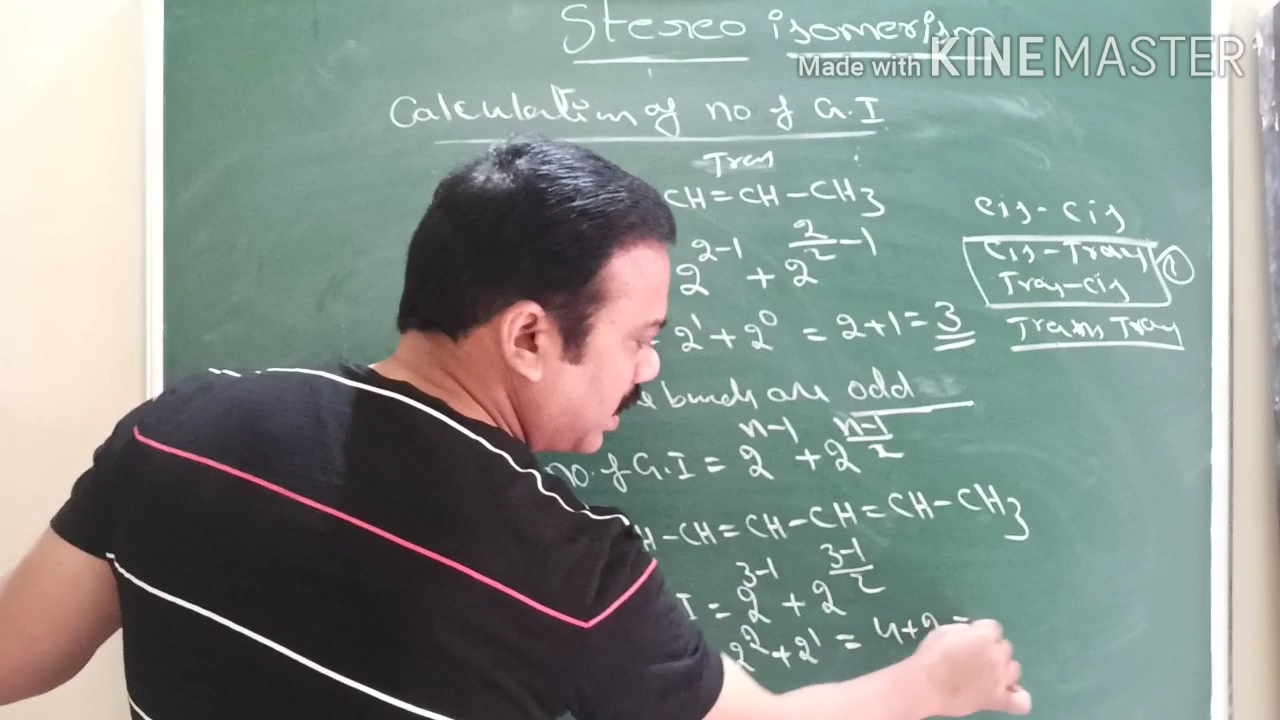 Stereo isomerism
Made with KINEMASTER
Calculation of no of G.I
Trans
CH=CH-CH3
2^(2-1) + 2^(2/2-1)
2^1 + 2^0 = 2+1 = 3
cis-cis
cis-Trans
Trans-cis
1
Trans Trans
bonds are odd
no. of G.I = 2^(n-1) + 2^((n-1)/2)
H-CH=CH-CH=CH-CH3
I = 2^(3-1) + 2^((3-1)/2)
2^2 + 2^1 = 4+2 =